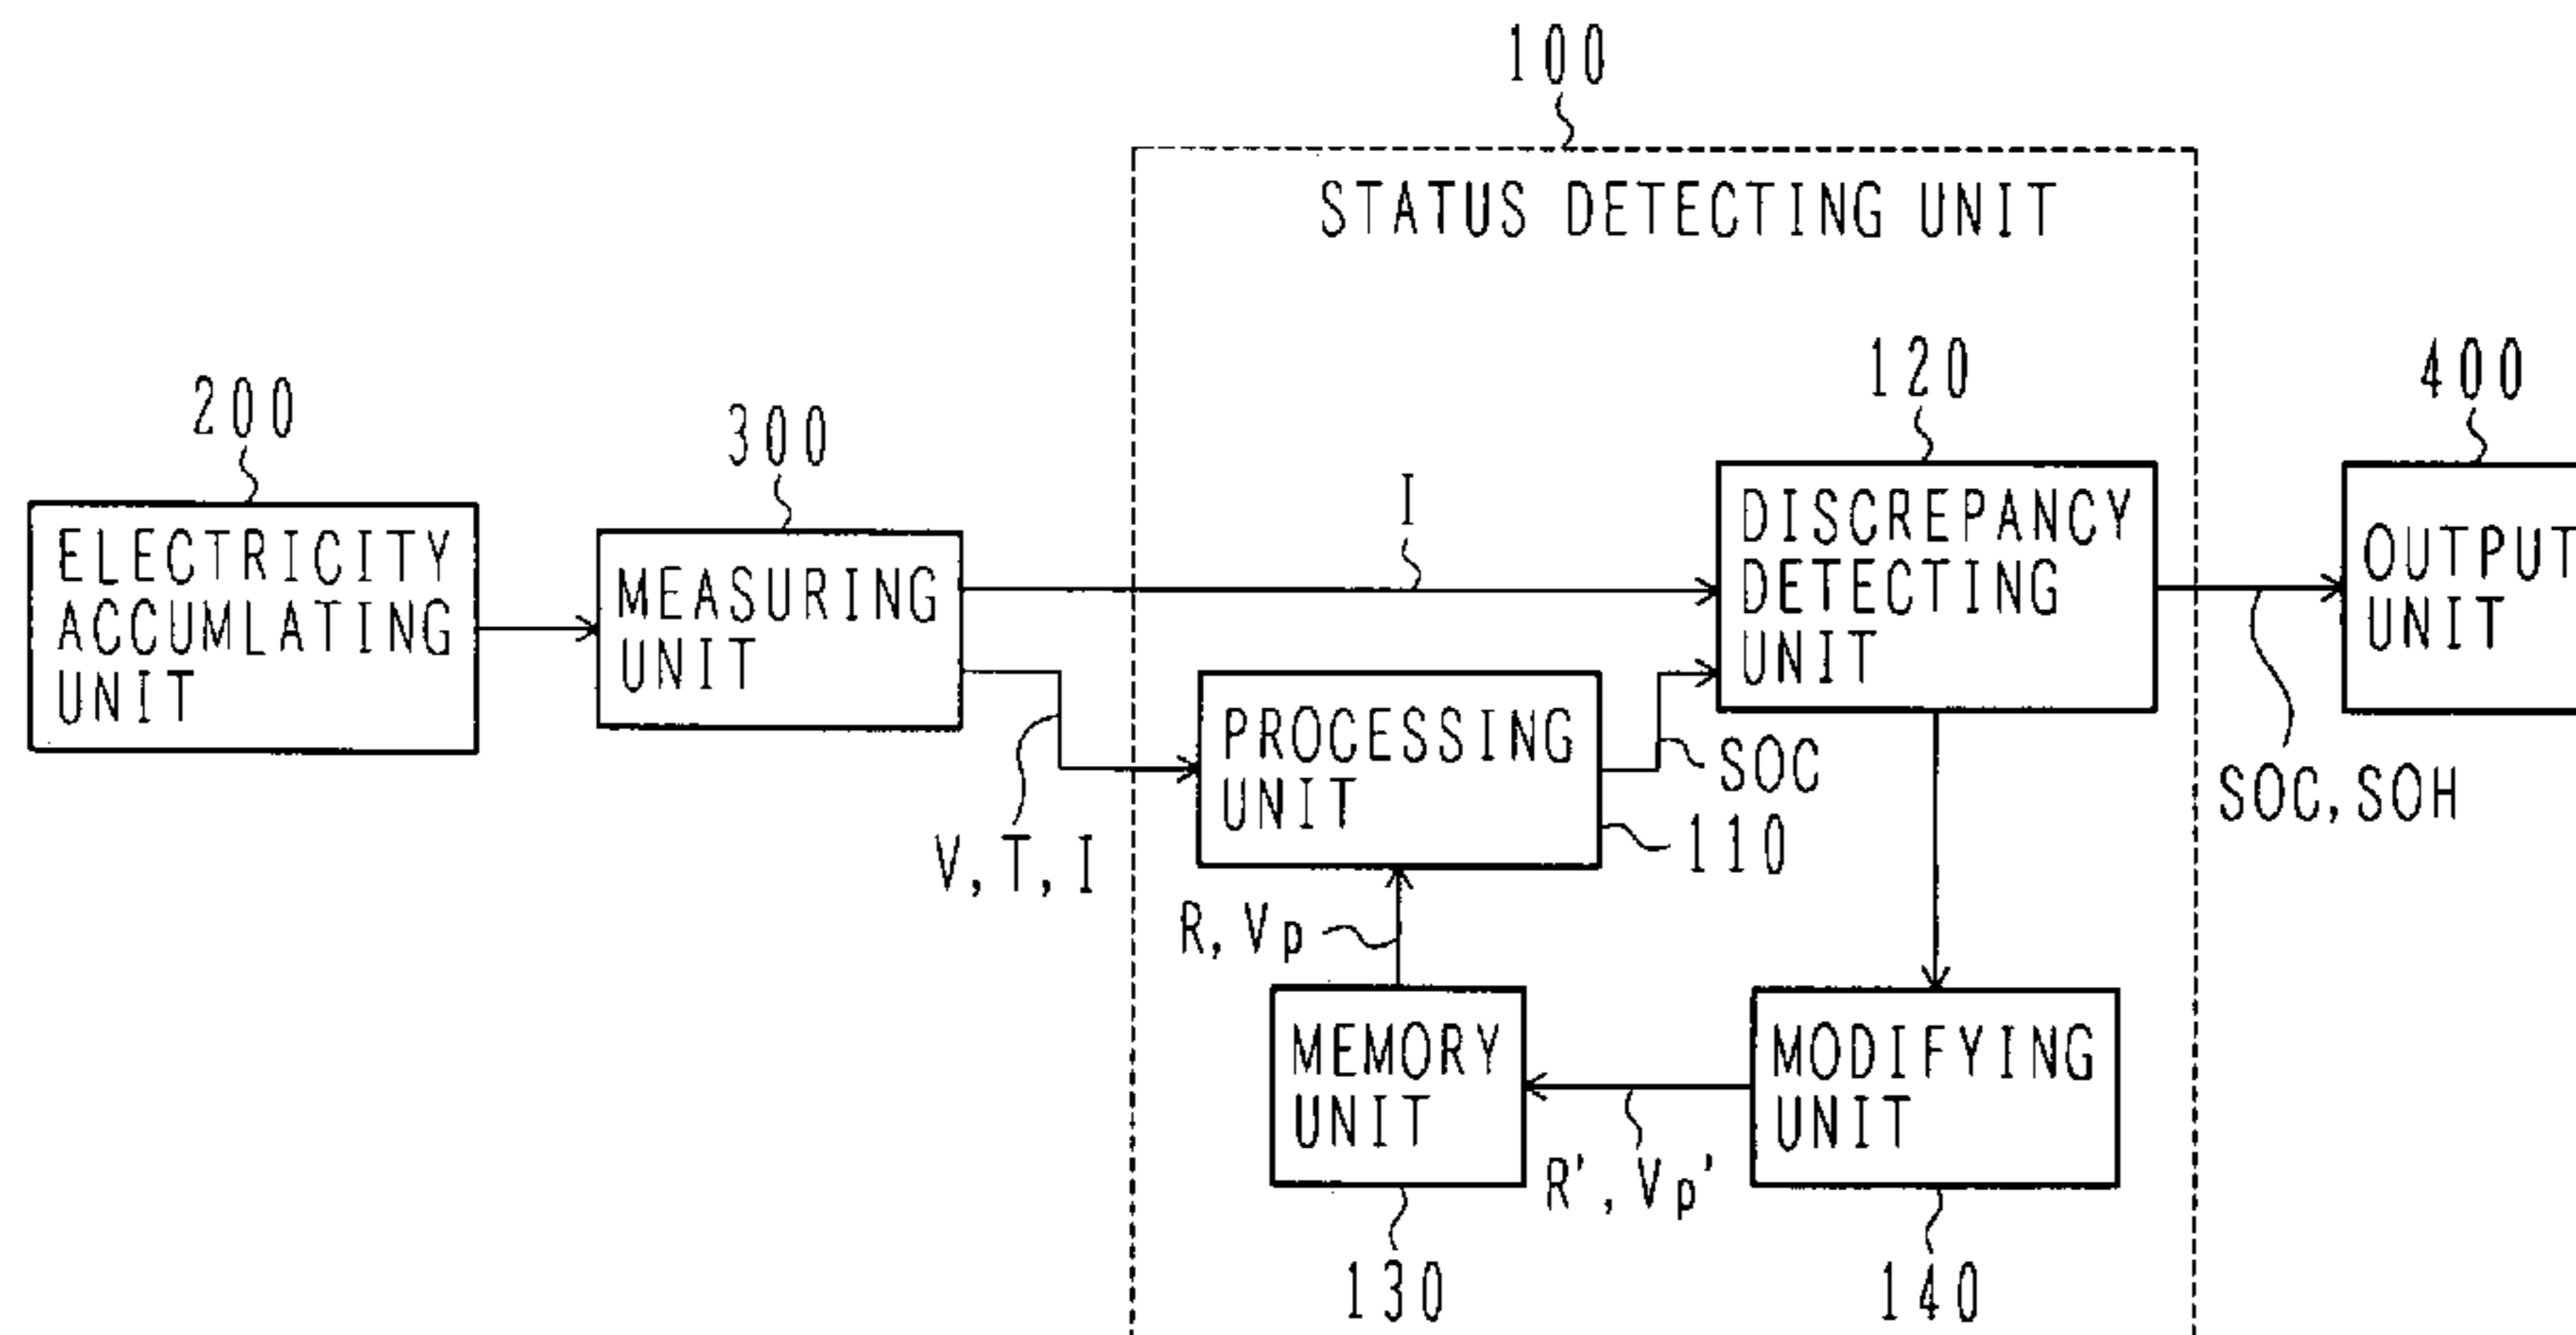 100
STATUS DETECTING UNIT
200
300
120
400
ELECTRICITY
ACCUMLATING
UNIT
MEASURING
UNIT
I
DISCREPANCY
DETECTING
UNIT
OUTPUT
UNIT
PROCESSING
UNIT
SOC
110
SOC, SOH
V, T, I
R, Vp
MEMORY
UNIT
MODIFYING
UNIT
R', Vp'
130
140